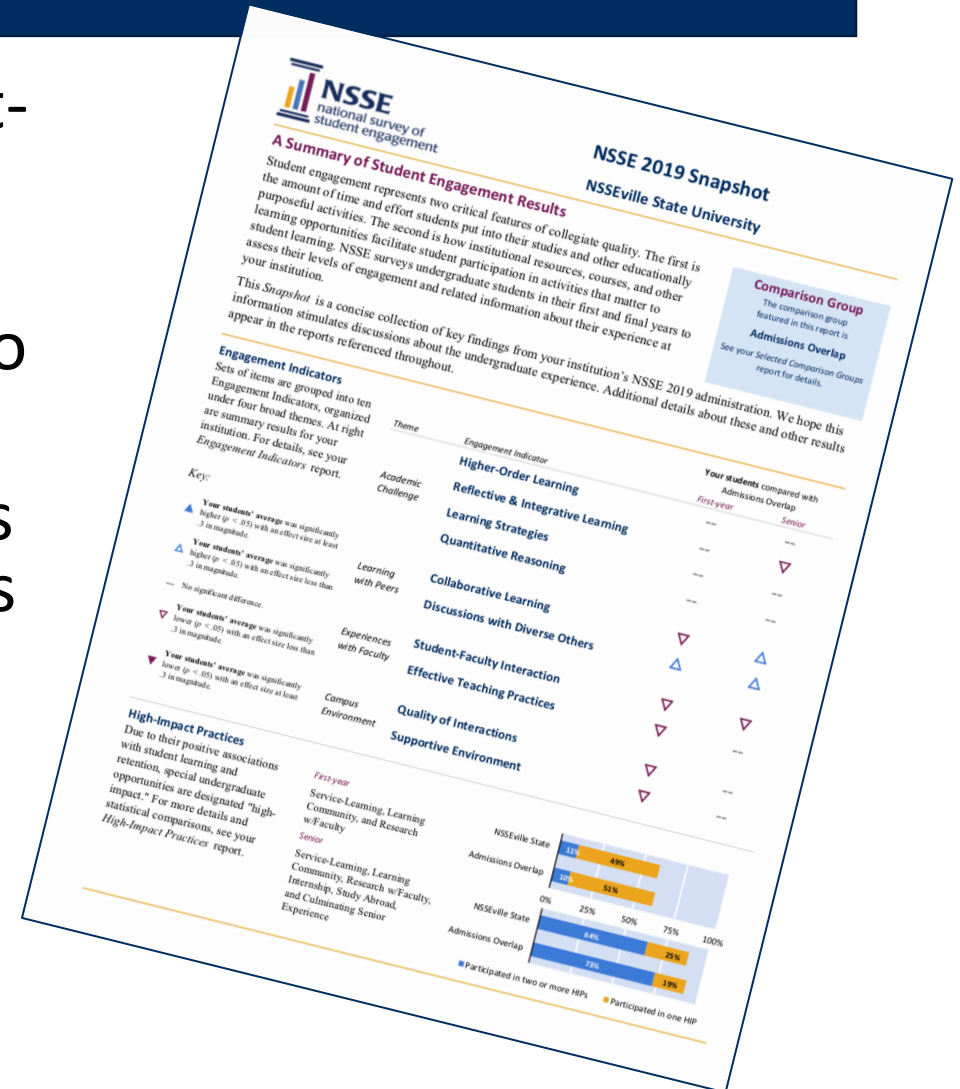 t-
o
s
s
NSSE
national survey of
student engagement
NSSE 2019 Snapshot
NSSEville State University
A Summary of Student Engagement Results
Student engagement represents two critical features of collegiate quality. The first is
the amount of time and effort students put into their studies and other educationally
purposeful activities. The second is how institutional resources, courses, and other
learning opportunities facilitate student participation in activities that matter to
student learning. NSSE surveys undergraduate students in their first and final years to
assess their levels of engagement and related information about their experience at
your institution.
This Snapshot is a concise collection of key findings from your institution's NSSE 2019 administration. We hope this
information stimulates discussions about the undergraduate experience. Additional details about these and other results
appear in the reports referenced throughout.
Comparison Group
The comparison group
featured in this report is
Admissions Overlap
See your Selected Comparison Groups
report for details.
Engagement Indicators
Sets of items are grouped into ten
Engagement Indicators, organized
under four broad themes. At right
are summary results for your
institution. For details, see your
Engagement Indicators report.
Key:
Your students' average was significantly
higher (p < .05) with an effect size at least
.3 in magnitude.
Your students' average was significantly
higher (p < .05) with an effect size less than
.3 in magnitude.
-- No significant difference.
Your students' average was significantly
lower (p < .05) with an effect size less than
.3 in magnitude.
Your students' average was significantly
lower (p < .05) with an effect size at least
.3 in magnitude.
Theme
Engagement Indicator
Your students compared with
Admissions Overlap
First-year
Senior
Academic
Challenge
Higher-Order Learning -- --
Reflective & Integrative Learning -- ▽
Learning Strategies -- --
Quantitative Reasoning -- --
Learning
with Peers
Collaborative Learning ▽ △
Discussions with Diverse Others △ △
Experiences
with Faculty
Student-Faculty Interaction ▽ ▽
Effective Teaching Practices ▽ --
Campus
Environment
Quality of Interactions ▽ --
Supportive Environment ▽ --
High-Impact Practices
Due to their positive associations
with student learning and
retention, special undergraduate
opportunities are designated "high-
impact." For more details and
statistical comparisons, see your
High-Impact Practices report.
First-year
Service-Learning, Learning
Community, and Research
w/Faculty
Senior
Service-Learning, Learning
Community, Research w/Faculty,
Internship, Study Abroad,
and Culminating Senior
Experience
NSSEville State 11% 49%
Admissions Overlap 10% 51%
0% 25% 50% 75% 100%
NSSEville State 64% 25%
Admissions Overlap 73% 19%
Participated in two or more HIPs
Participated in one HIP